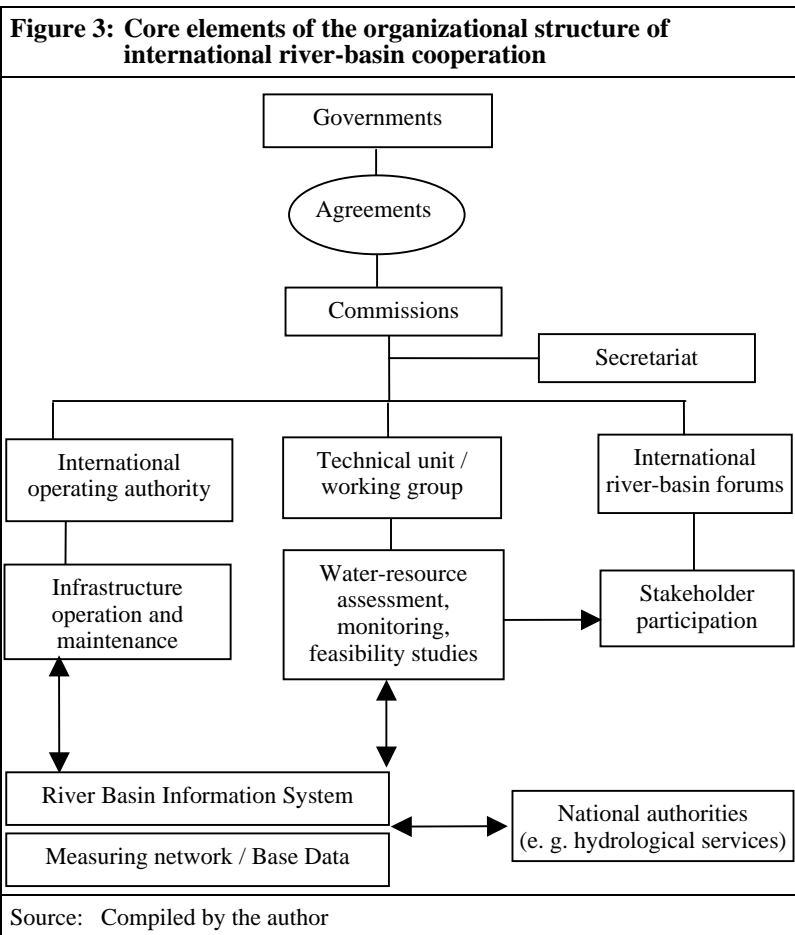 Figure 3: Core elements of the organizational structure of
international river-basin cooperation
Governments
Agreements
Commissions
Secretariat
International
operating authority
Technical unit /
working group
International
river-basin forums
Infrastructure
operation and
maintenance
Water-resource
assessment,
monitoring,
feasibility studies
Stakeholder
participation
River Basin Information System
Measuring network / Base Data
National authorities
(e. g. hydrological services)
Source: Compiled by the author